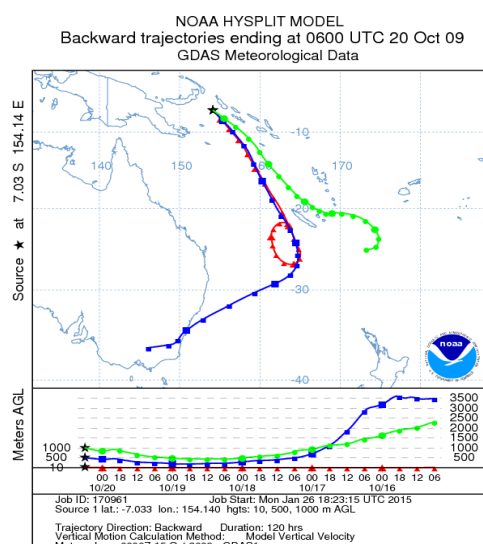 NOAA HYSPLIT MODEL
Backward trajectories ending at 0600 UTC 20 Oct 09
GDAS Meteorological Data
Source ★ at 7.03 S 154.14 E
140 150 160 170
-10
-20
-30
-40
noaa
Meters AGL
1000
500
10
3500
3000
2500
2000
1500
1000
500
00 18 12 06 00 18 12 06 00 18 12 06 00 18 12 06 00 18 12 06
10/20 10/19 10/18 10/17 10/16
Job ID: 170961 Job Start: Mon Jan 26 18:23:15 UTC 2015
Source 1 lat.: -7.033 lon.: 154.140 hgts: 10, 500, 1000 m AGL
Trajectory Direction: Backward Duration: 120 hrs
Vertical Motion Calculation Method: Model Vertical Velocity